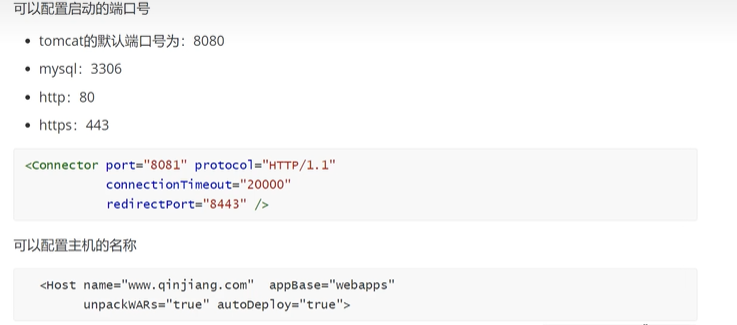 可以配置启动的端口号
• tomcat的默认端口号为：8080
• mysql：3306
• http：80
• https：443
<Connector port="8081" protocol="HTTP/1.1"
connectionTimeout="20000"
redirectPort="8443" />
可以配置主机的名称
<Host name="www.qinjiang.com"  appBase="webapps"
unpackWARs="true" autoDeploy="true">